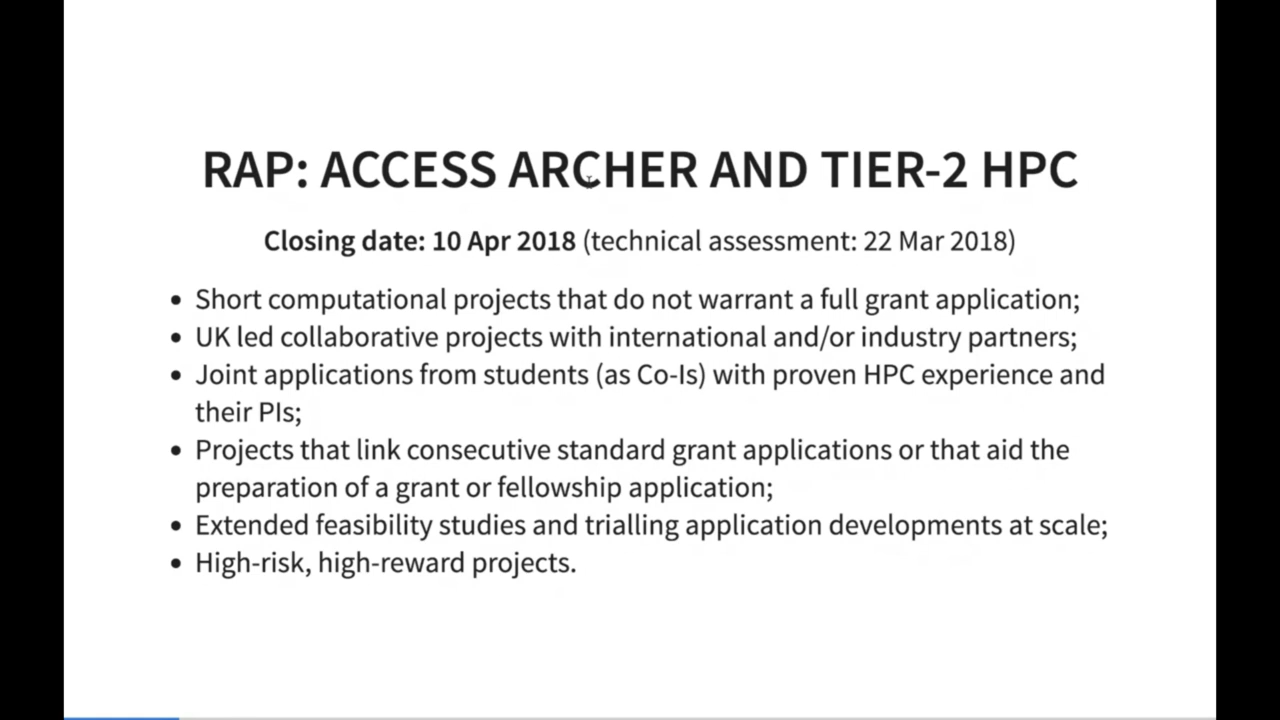 RAP: ACCESS ARCHER AND TIER-2 HPC
Closing date: 10 Apr 2018 (technical assessment: 22 Mar 2018)
• Short computational projects that do not warrant a full grant application;
• UK led collaborative projects with international and/or industry partners;
• Joint applications from students (as Co-Is) with proven HPC experience and
their PIs;
• Projects that link consecutive standard grant applications or that aid the
preparation of a grant or fellowship application;
• Extended feasibility studies and trialling application developments at scale;
• High-risk, high-reward projects.